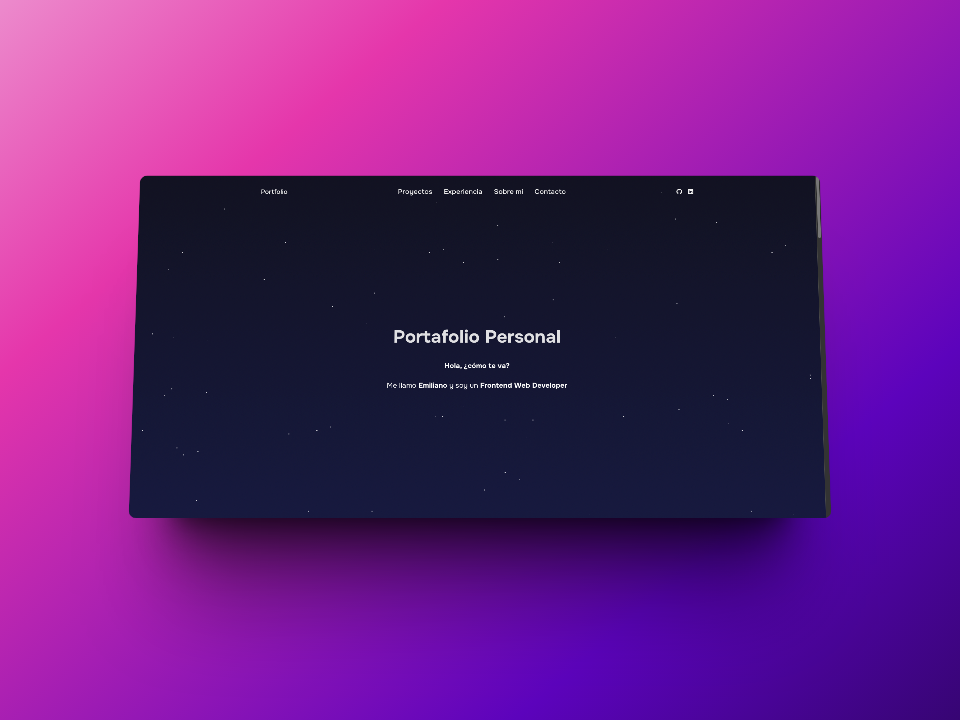 Portfolio Proyectos Experiencia Sobre mi Contacto
Portafolio Personal
Hola, ¿cómo te va?
Me llamo Emiliano y soy un Frontend Web Developer